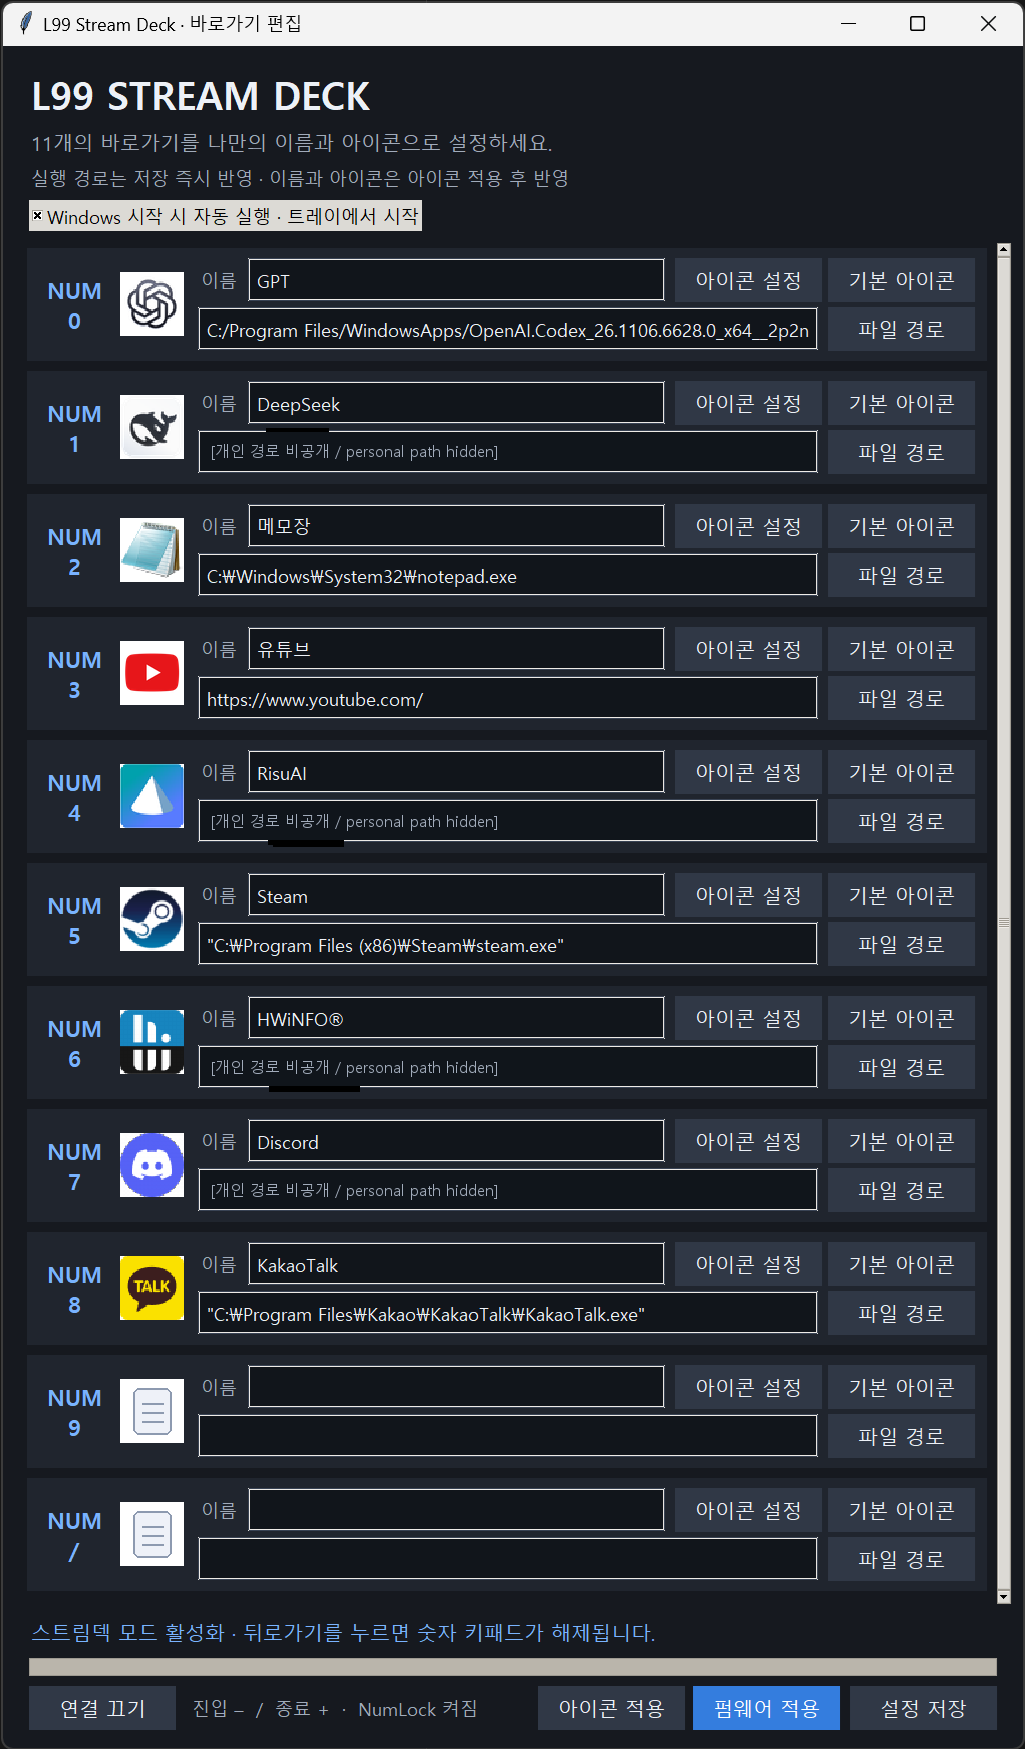 L99 Stream Deck · 바로가기 편집
L99 STREAM DECK
11개의 바로가기를 나만의 이름과 아이콘으로 설정하세요.
실행 경로는 저장 즉시 반영 · 이름과 아이콘은 아이콘 적용 후 반영
Windows 시작 시 자동 실행 · 트레이에서 시작
NUM 0 이름 GPT 아이콘 설정 기본 아이콘
C:/Program Files/WindowsApps/OpenAI.Codex_26.1106.6628.0_x64__2p2n 파일 경로
NUM 1 이름 DeepSeek 아이콘 설정 기본 아이콘
[개인 경로 비공개 / personal path hidden] 파일 경로
NUM 2 이름 메모장 아이콘 설정 기본 아이콘
C:₩Windows₩System32₩notepad.exe 파일 경로
NUM 3 이름 유튜브 아이콘 설정 기본 아이콘
https://www.youtube.com/ 파일 경로
NUM 4 이름 RisuAI 아이콘 설정 기본 아이콘
[개인 경로 비공개 / personal path hidden] 파일 경로
NUM 5 이름 Steam 아이콘 설정 기본 아이콘
"C:₩Program Files (x86)₩Steam₩steam.exe" 파일 경로
NUM 6 h. 이름 HWiNFO® 아이콘 설정 기본 아이콘
[개인 경로 비공개 / personal path hidden] 파일 경로
NUM 7 이름 Discord 아이콘 설정 기본 아이콘
[개인 경로 비공개 / personal path hidden] 파일 경로
NUM 8 TALK 이름 KakaoTalk 아이콘 설정 기본 아이콘
"C:₩Program Files₩Kakao₩KakaoTalk₩KakaoTalk.exe" 파일 경로
NUM 9 이름 아이콘 설정 기본 아이콘
파일 경로
NUM / 이름 아이콘 설정 기본 아이콘
파일 경로
스트림덱 모드 활성화 · 뒤로가기를 누르면 숫자 키패드가 해제됩니다.
연결 끄기 진입 – / 종료 + · NumLock 켜짐 아이콘 적용 펌웨어 적용 설정 저장